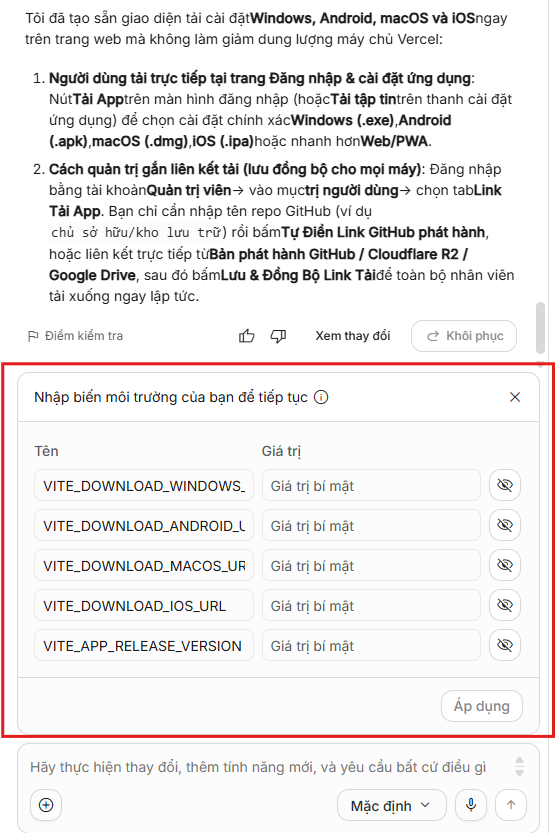 Tôi đã tạo sẵn giao diện tải cài đặtWindows, Android, macOS và iOSngay
trên trang web mà không làm giảm dung lượng máy chủ Vercel:
1. Người dùng tải trực tiếp tại trang Đăng nhập & cài đặt ứng dụng:
NútTải Apptrên màn hình đăng nhập (hoặcTải tập tintrên thanh cài đặt
ứng dụng) để chọn cài đặt chính xácWindows (.exe),Android
(.apk),macOS (.dmg),iOS (.ipa)hoặc nhanh hơnWeb/PWA.
2. Cách quản trị gắn liên kết tải (lưu đồng bộ cho mọi máy): Đăng nhập
bằng tài khoảnQuản trị viên→ vào mụctrị người dùng→ chọn tabLink
Tải App. Bạn chỉ cần nhập tên repo GitHub (ví dụ
chủ sở hữu/kho lưu trữ) rồi bấmTự Điền Link GitHub phát hành,
hoặc liên kết trực tiếp từBản phát hành GitHub / Cloudflare R2 /
Google Drive, sau đó bấmLưu & Đồng Bộ Link Tảiđể toàn bộ nhân viên
tải xuống ngay lập tức.
Điểm kiểm tra
Xem thay đổi
Khôi phục
Nhập biến môi trường của bạn để tiếp tục
Tên
Giá trị
VITE_DOWNLOAD_WINDOWS_
Giá trị bí mật
VITE_DOWNLOAD_ANDROID_U
Giá trị bí mật
VITE_DOWNLOAD_MACOS_UR
Giá trị bí mật
VITE_DOWNLOAD_IOS_URL
Giá trị bí mật
VITE_APP_RELEASE_VERSION
Giá trị bí mật
Áp dụng
Hãy thực hiện thay đổi, thêm tính năng mới, và yêu cầu bất cứ điều gì
Mặc định